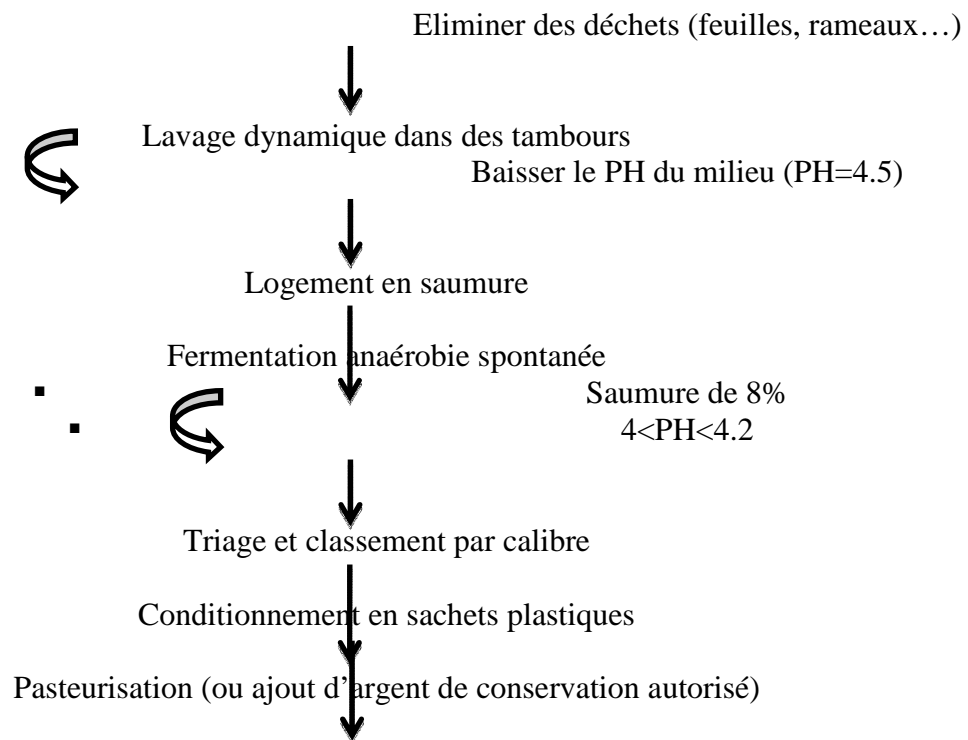 Eliminer des déchets (feuilles, rameaux…)
Lavage dynamique dans des tambours
Baisser le PH du milieu (PH=4.5)
Logement en saumure
Fermentation anaérobie spontanée
Saumure de 8%
4<PH<4.2
Triage et classement par calibre
Conditionnement en sachets plastiques
Pasteurisation (ou ajout d’argent de conservation autorisé)